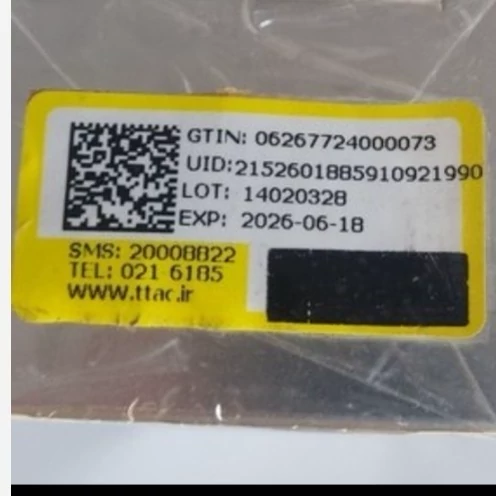 GTIN: 06267724000073
UID:2152601885910921990
LOT: 14020328
EXP: 2026-06-18
SMS: 20008822
TEL: 021 6185
www.ttac.ir